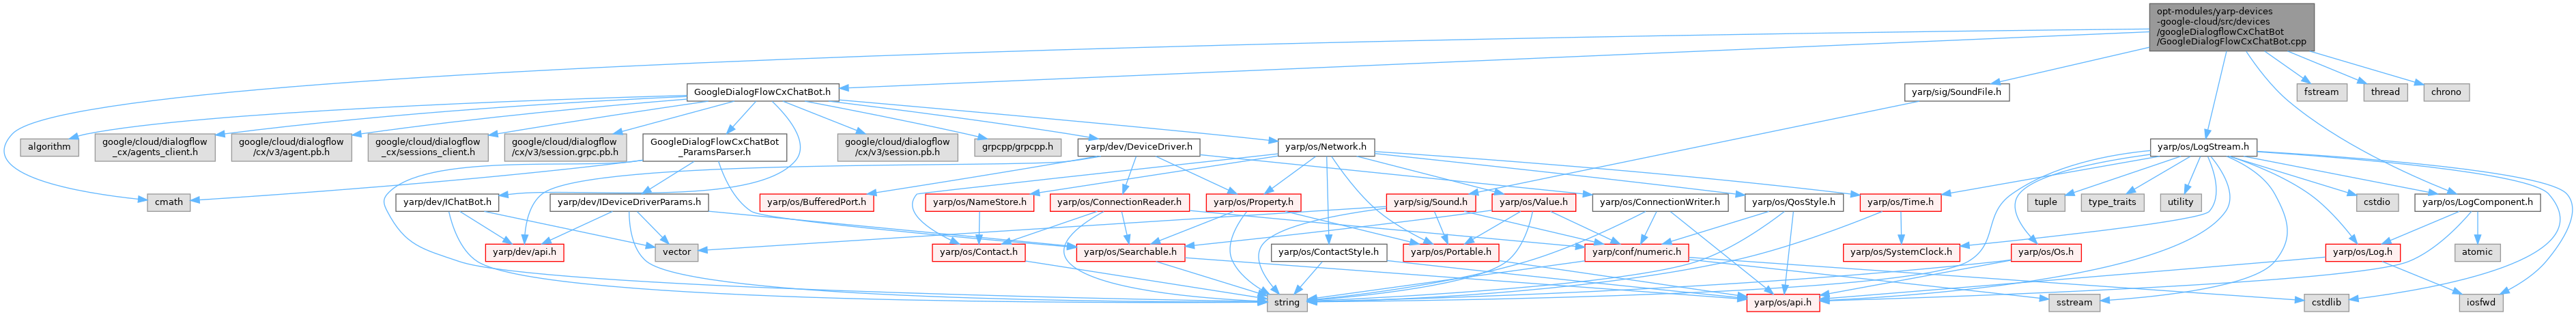 opt-modules/yarp-devices
-google-cloud/src/devices
/googleDialogflowCxChatBot
/GoogleDialogFlowCxChatBot.cpp
GoogleDialogFlowCxChatBot.h
yarp/sig/SoundFile.h
fstream
thread
chrono
algorithm
google/cloud/dialogflow
_cx/agents_client.h
google/cloud/dialogflow
/cx/v3/agent.pb.h
google/cloud/dialogflow
_cx/sessions_client.h
google/cloud/dialogflow
/cx/v3/session.grpc.pb.h
GoogleDialogFlowCxChatBot
_ParamsParser.h
google/cloud/dialogflow
/cx/v3/session.pb.h
grpcpp/grpcpp.h
yarp/dev/DeviceDriver.h
yarp/os/Network.h
yarp/os/LogStream.h
cmath
yarp/dev/IChatBot.h
yarp/dev/IDeviceDriverParams.h
yarp/os/BufferedPort.h
yarp/os/NameStore.h
yarp/os/ConnectionReader.h
yarp/os/Property.h
yarp/sig/Sound.h
yarp/os/Value.h
yarp/os/ConnectionWriter.h
yarp/os/QosStyle.h
yarp/os/Time.h
tuple
type_traits
utility
cstdio
yarp/os/LogComponent.h
yarp/dev/api.h
vector
yarp/os/Contact.h
yarp/os/Searchable.h
yarp/os/ContactStyle.h
yarp/os/Portable.h
yarp/conf/numeric.h
yarp/os/SystemClock.h
yarp/os/Os.h
yarp/os/Log.h
atomic
string
yarp/os/api.h
sstream
cstdlib
iosfwd